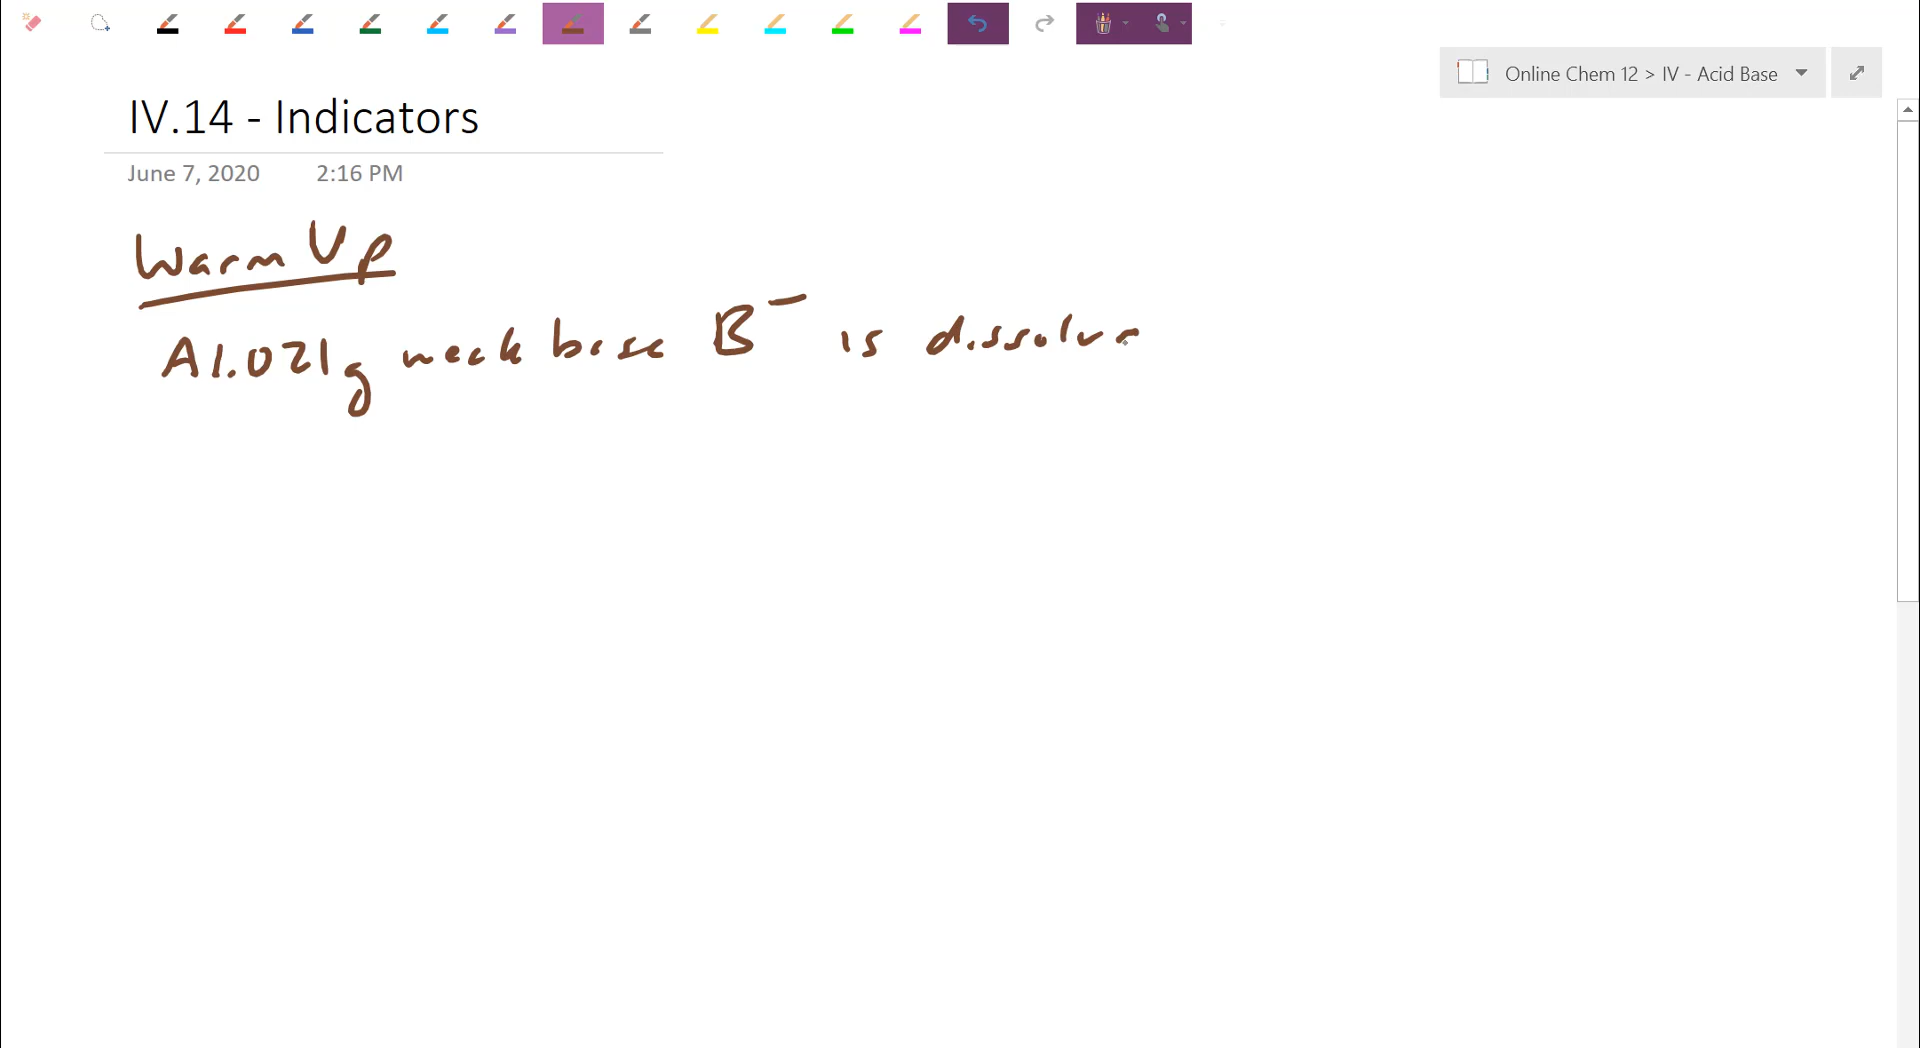 Online Chem 12 > IV - Acid Base
IV.14 - Indicators
June 7, 2020 2:16 PM
Warm Up
A 1.021g weak base B⁻ is dissolve